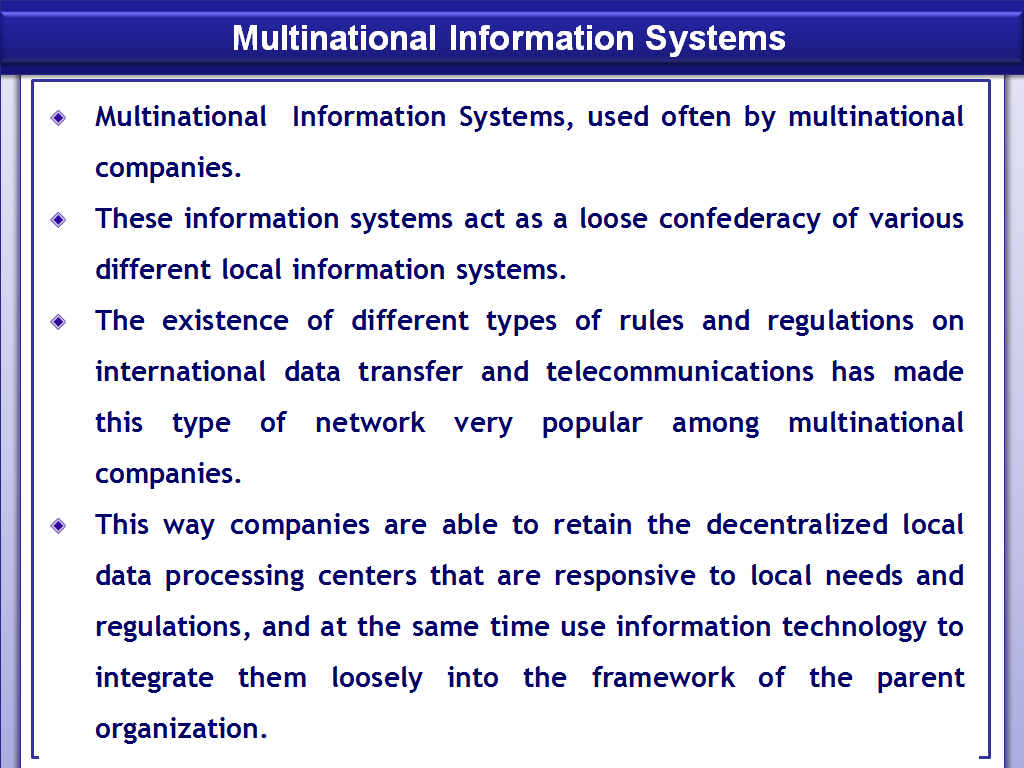 Multinational Information Systems
Multinational Information Systems, used often by multinational
companies.
These information systems act as a loose confederacy of various
different local information systems.
The existence of different types of rules and regulations on
international data transfer and telecommunications has made
this type of network very popular among multinational
companies.
This way companies are able to retain the decentralized local
data processing centers that are responsive to local needs and
regulations, and at the same time use information technology to
integrate them loosely into the framework of the parent
organization.